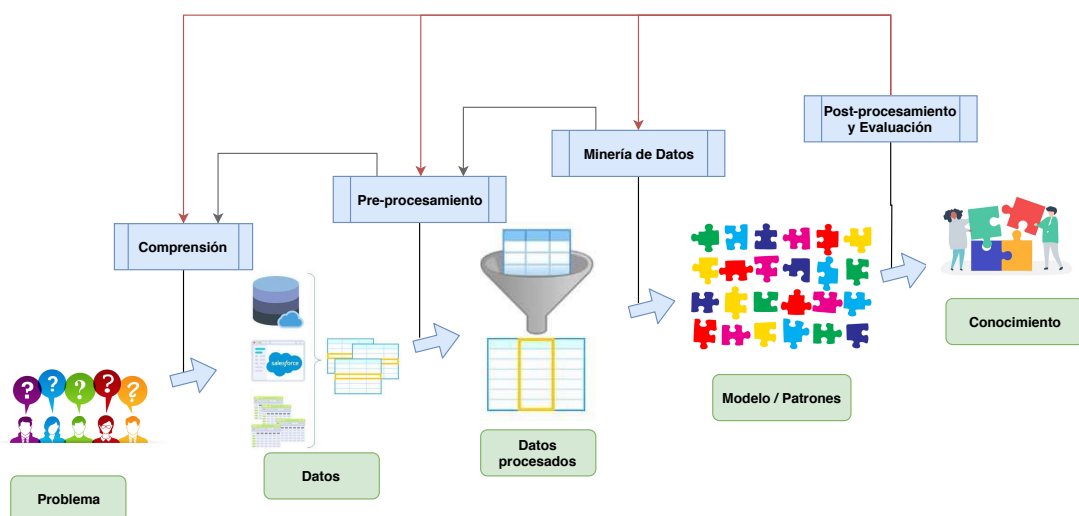 Post-procesamiento
y Evaluación
Minería de Datos
Pre-procesamiento
Comprensión
salesforce
? ? ? ? ?
Problema
Datos
Datos
procesados
Modelo / Patrones
Conocimiento